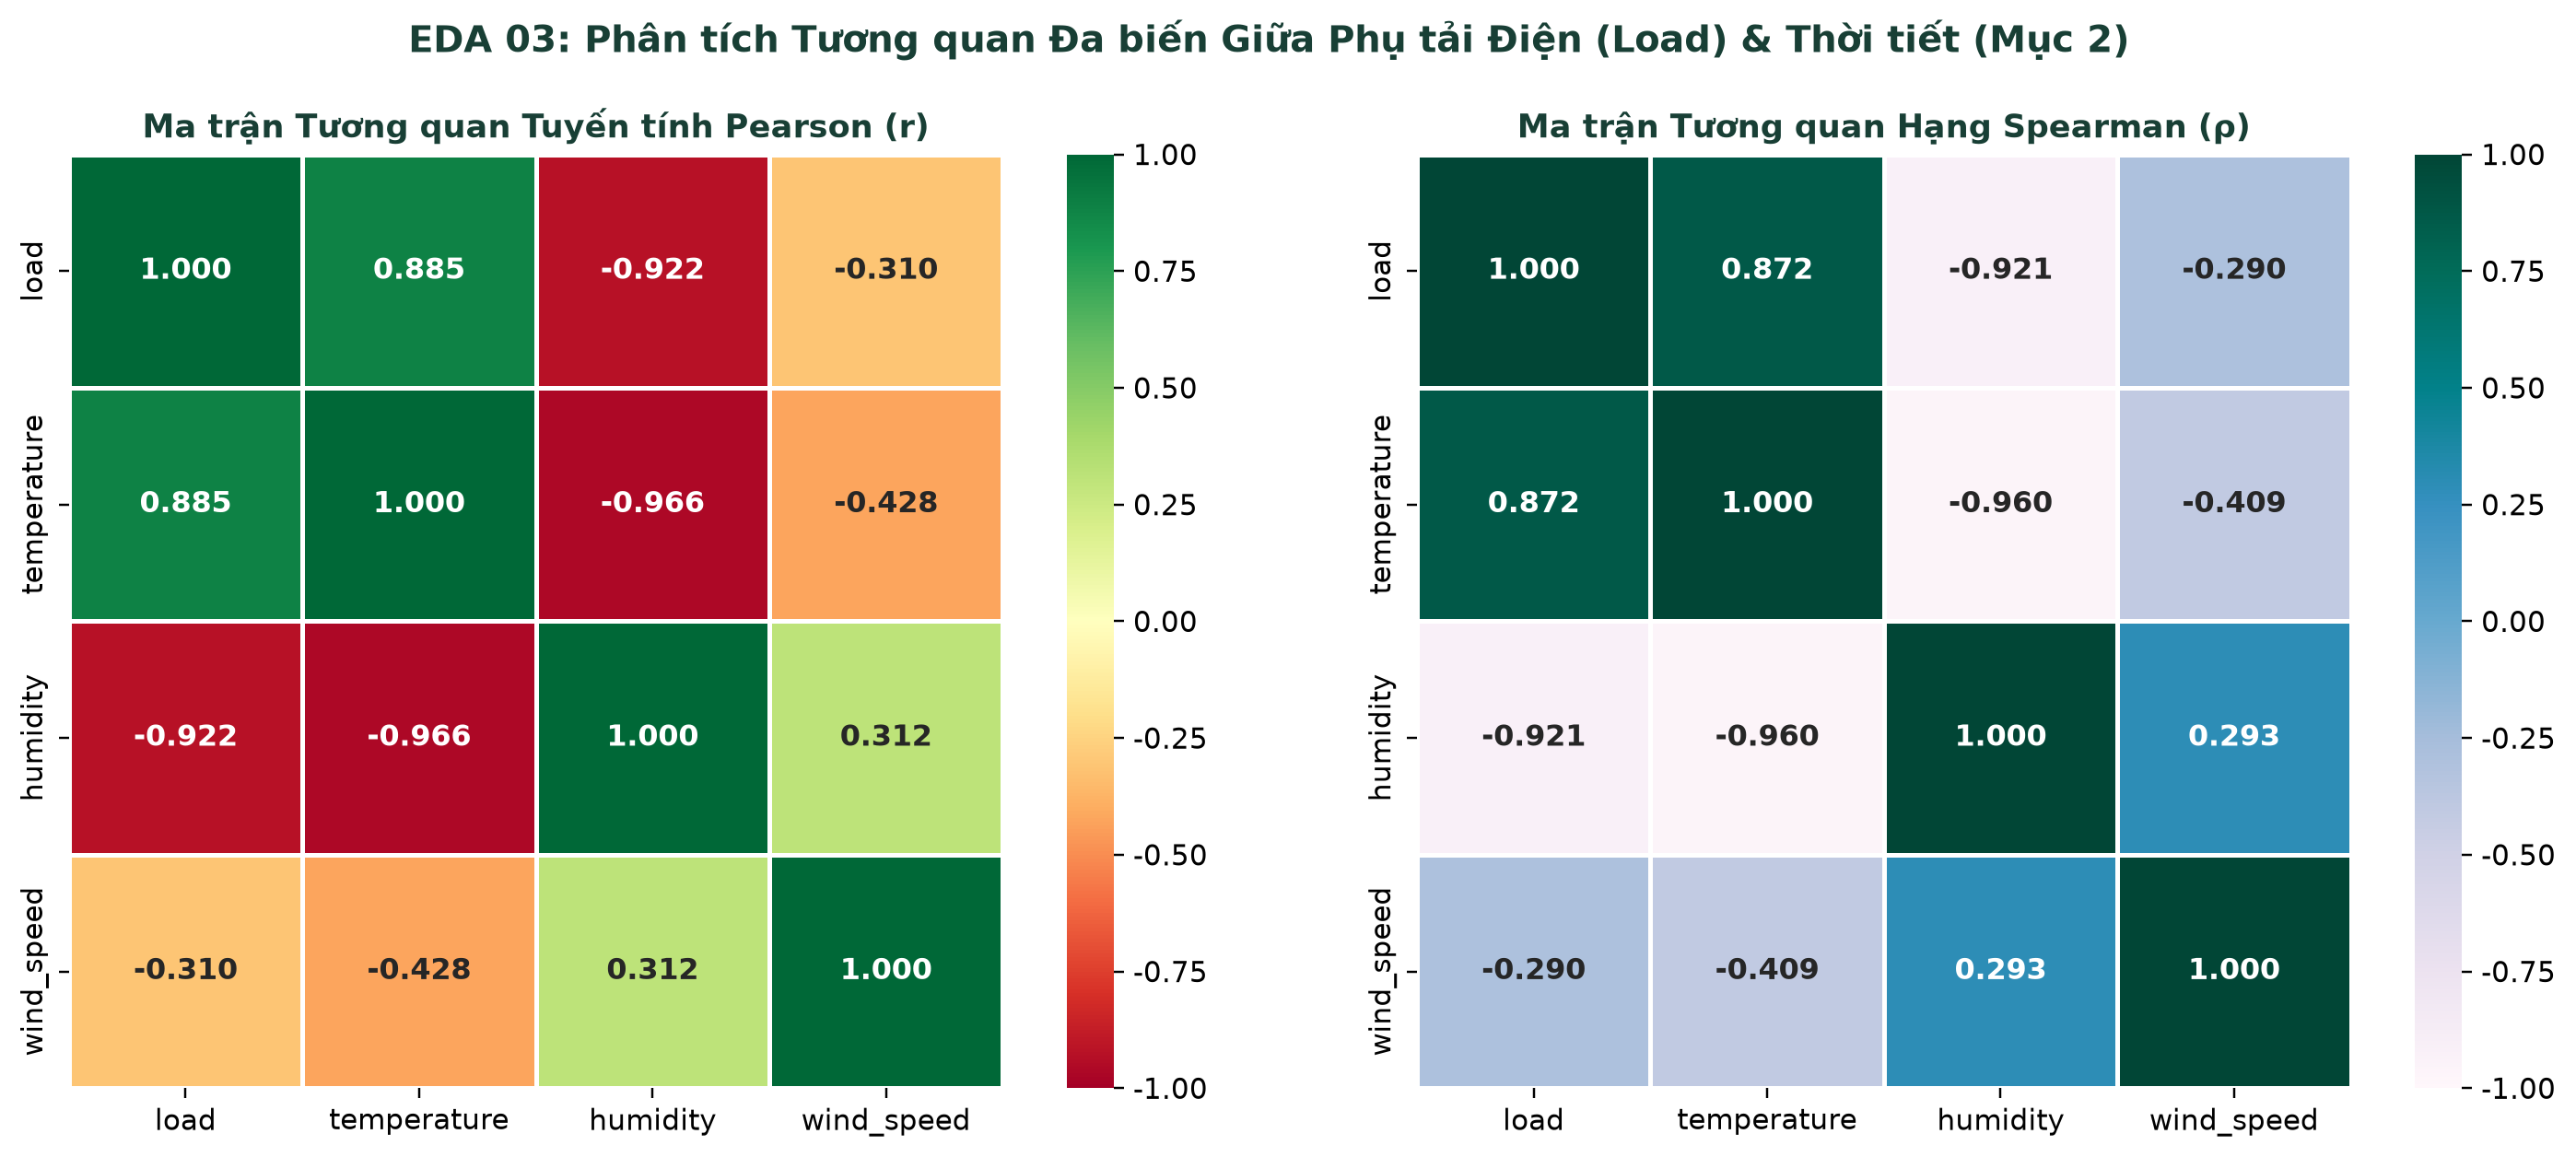 EDA 03: Phân tích Tương quan Đa biến Giữa Phụ tải Điện (Load) & Thời tiết (Mục 2)
Ma trận Tương quan Tuyến tính Pearson (r)
load 1.000 0.885 -0.922 -0.310
temperature 0.885 1.000 -0.966 -0.428
humidity -0.922 -0.966 1.000 0.312
wind_speed -0.310 -0.428 0.312 1.000
load temperature humidity wind_speed
1.00
0.75
0.50
0.25
0.00
-0.25
-0.50
-0.75
-1.00
Ma trận Tương quan Hạng Spearman (ρ)
load 1.000 0.872 -0.921 -0.290
temperature 0.872 1.000 -0.960 -0.409
humidity -0.921 -0.960 1.000 0.293
wind_speed -0.290 -0.409 0.293 1.000
load temperature humidity wind_speed
1.00
0.75
0.50
0.25
0.00
-0.25
-0.50
-0.75
-1.00